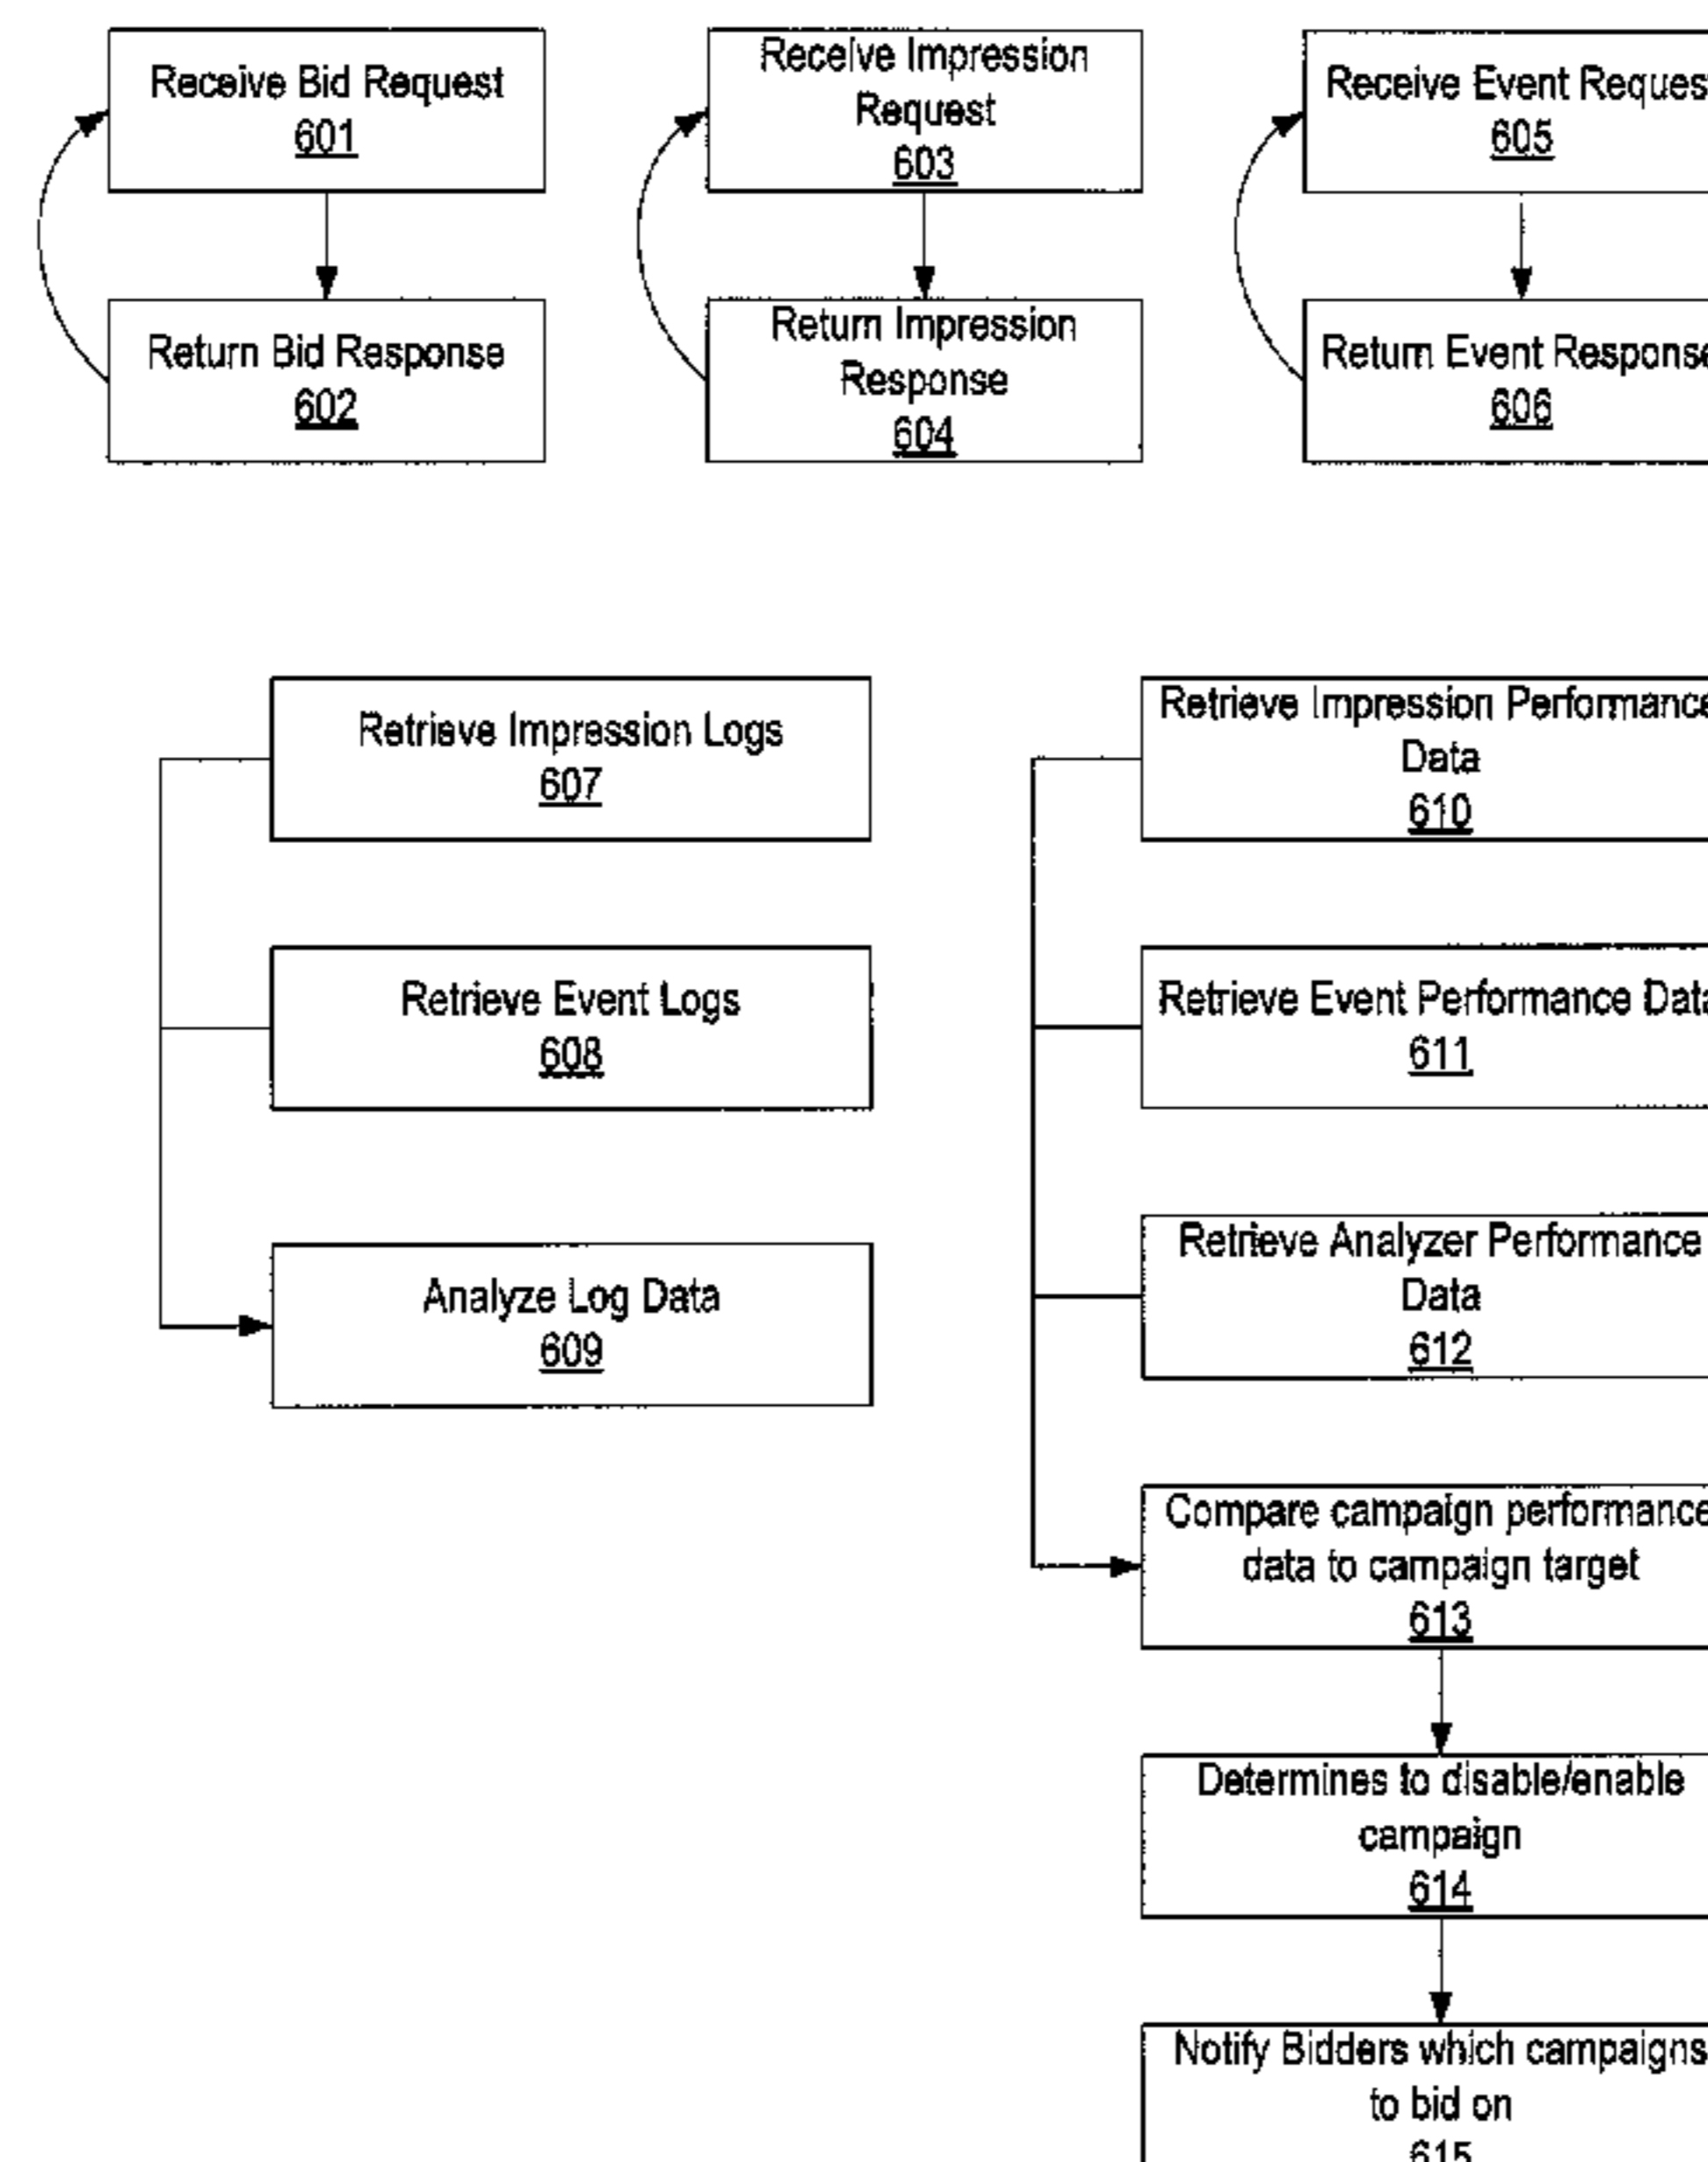 Receive Bid Request
601
Receive Impression
Request
603
Receive Event Reques
605
Return Bid Response
602
Return Impression
Response
604
Return Event Response
606
Retrieve Impression Logs
607
Retrieve Event Logs
608
Analyze Log Data
609
Retrieve Impression Performance
Data
610
Retrieve Event Performance Data
611
Retrieve Analyzer Performance
Data
612
Compare campaign performance
data to campaign target
613
Determines to disable/enable
campaign
614
Notify Bidders which campaigns
to bid on
615